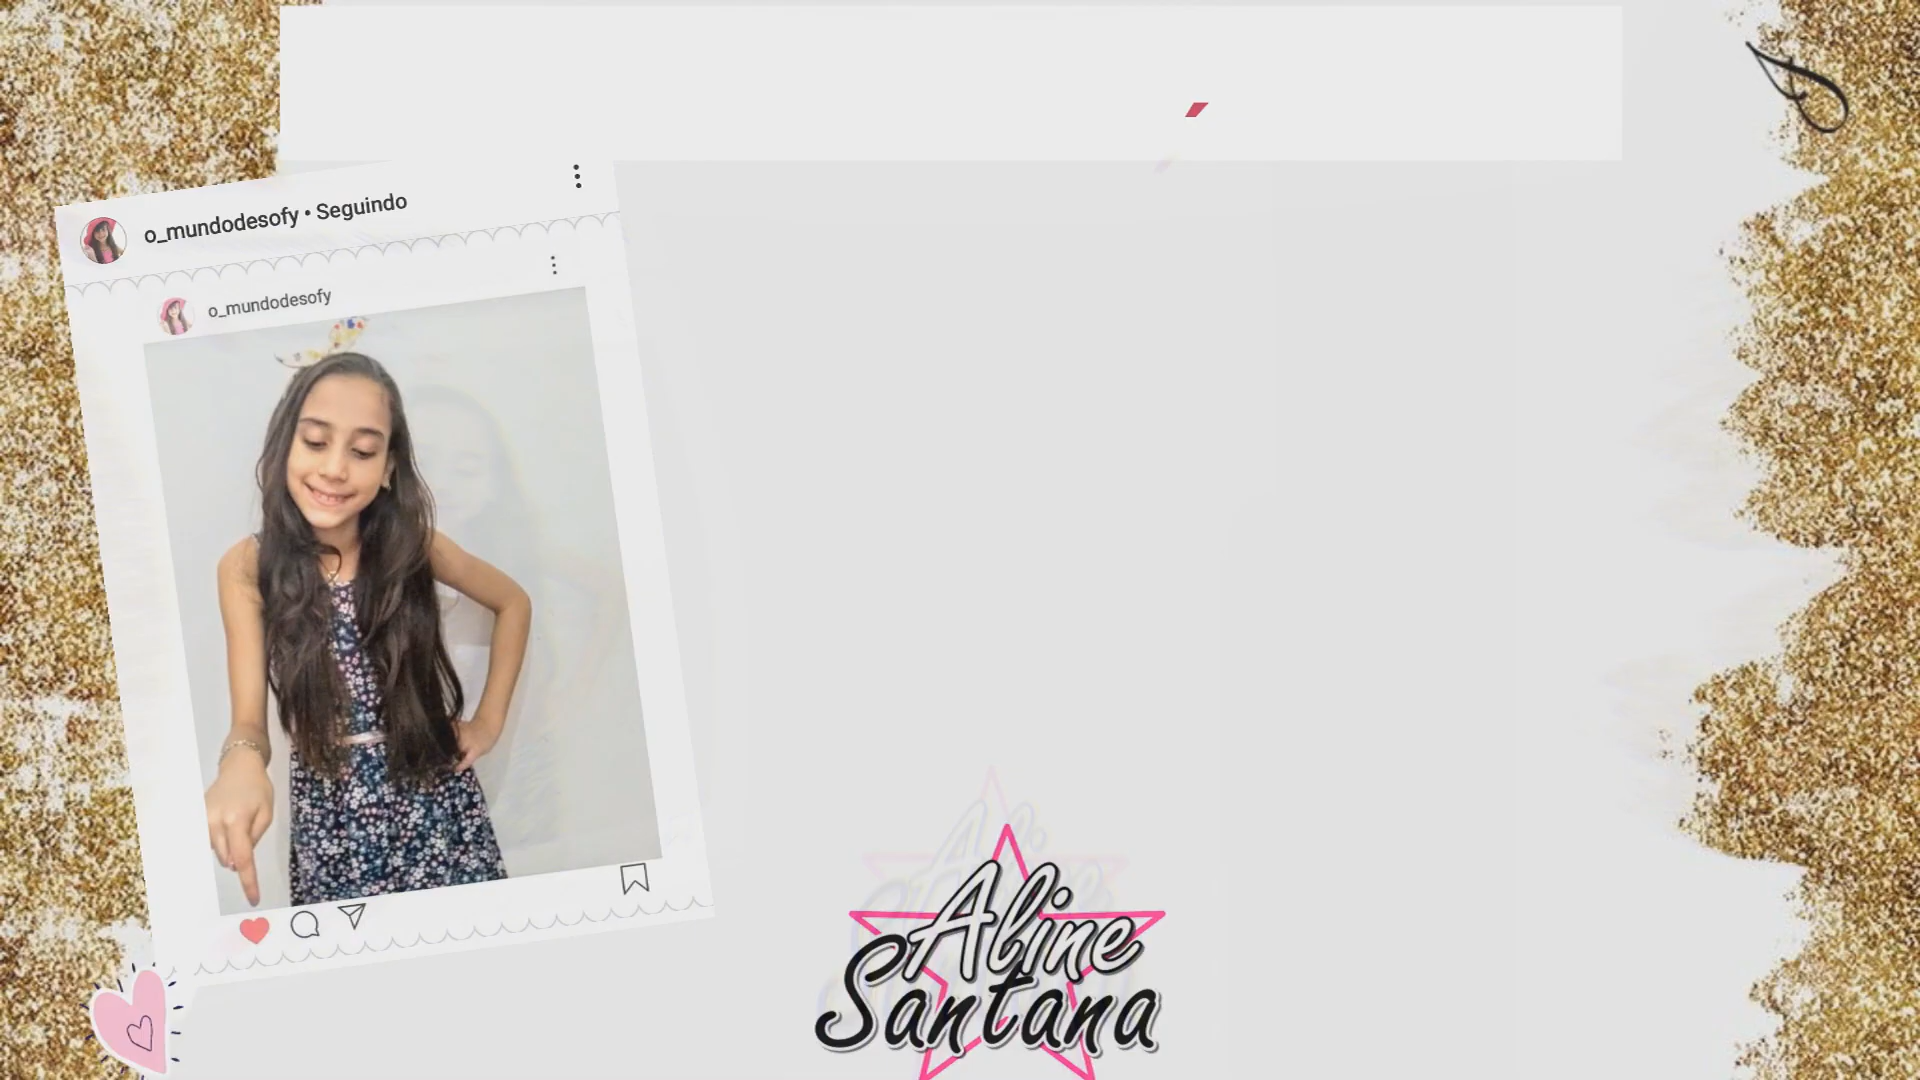 o_mundodesofy • Seguindo
o_mundodesofy
Aline
Santana